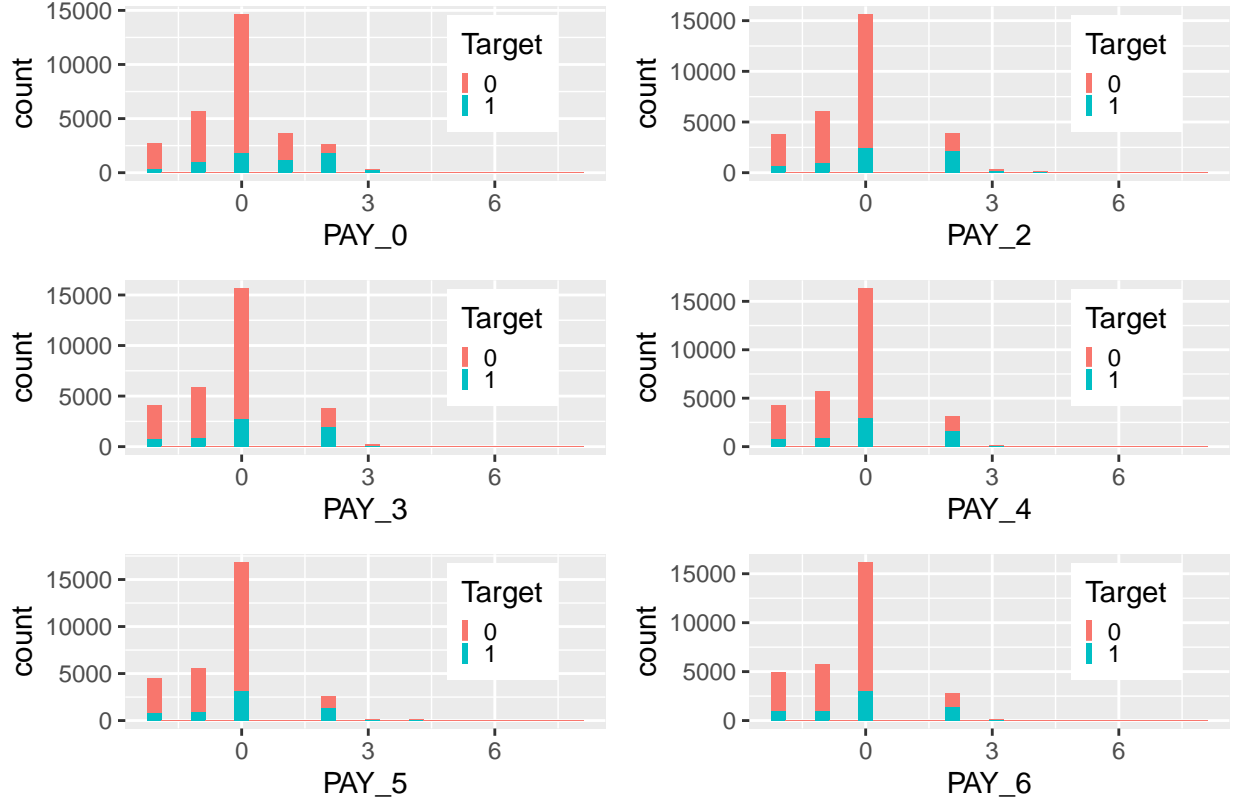 count
15000
10000
5000
0
Target
0
1
0 3 6
PAY_0
count
15000
10000
5000
0
Target
0
1
0 3 6
PAY_2
count
15000
10000
5000
0
Target
0
1
0 3 6
PAY_3
count
15000
10000
5000
0
Target
0
1
0 3 6
PAY_4
count
15000
10000
5000
0
Target
0
1
0 3 6
PAY_5
count
15000
10000
5000
0
Target
0
1
0 3 6
PAY_6